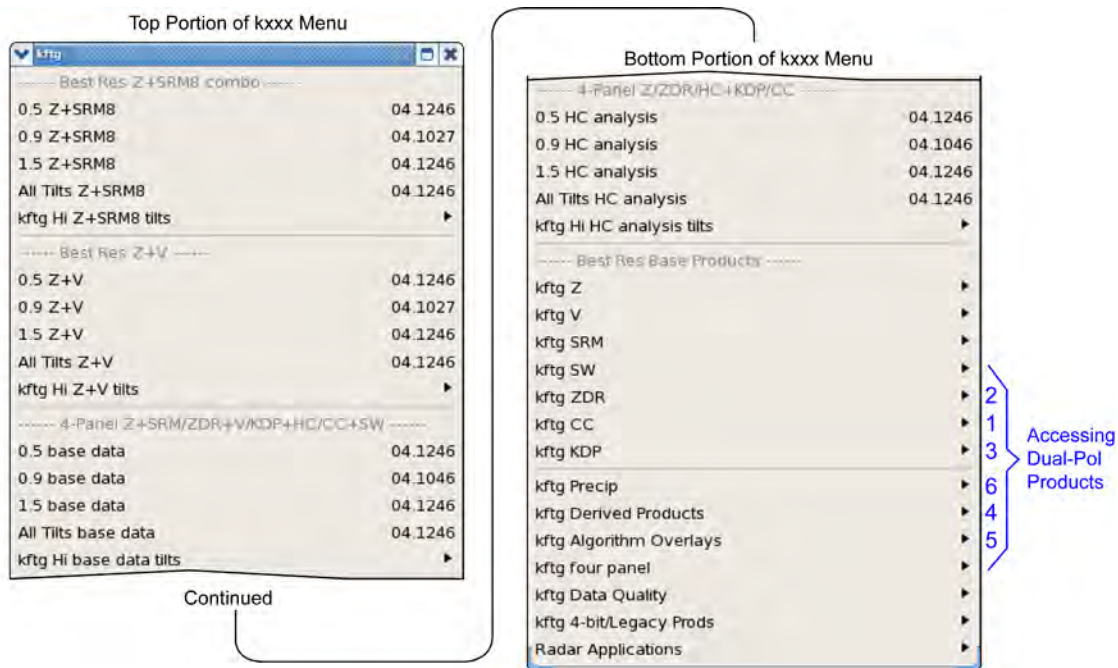 Top Portion of kxxx Menu
kftg
------ Best Res Z+SRM8 combo ------
0.5 Z+SRM8 04.1246
0.9 Z+SRM8 04.1027
1.5 Z+SRM8 04.1246
All Tilts Z+SRM8 04.1246
kftg Hi Z+SRM8 tilts
------ Best Res Z+V ------
0.5 Z+V 04.1246
0.9 Z+V 04.1027
1.5 Z+V 04.1246
All Tilts Z+V 04.1246
kftg Hi Z+V tilts
------ 4-Panel Z+SRM/ZDR+V/KDP+HC/CC+SW ------
0.5 base data 04.1246
0.9 base data 04.1046
1.5 base data 04.1246
All Tilts base data 04.1246
kftg Hi base data tilts
Continued
Bottom Portion of kxxx Menu
------ 4-Panel Z/ZDR/HC+KDP/CC ------
0.5 HC analysis 04.1246
0.9 HC analysis 04.1046
1.5 HC analysis 04.1246
All Tilts HC analysis 04.1246
kftg Hi HC analysis tilts
------ Best Res Base Products ------
kftg Z
kftg V
kftg SRM
kftg SW
kftg ZDR 2
kftg CC 1
kftg KDP 3
kftg Precip 6
kftg Derived Products 4
kftg Algorithm Overlays 5
kftg four panel
kftg Data Quality
kftg 4-bit/Legacy Prods
Radar Applications
Accessing
Dual-Pol
Products